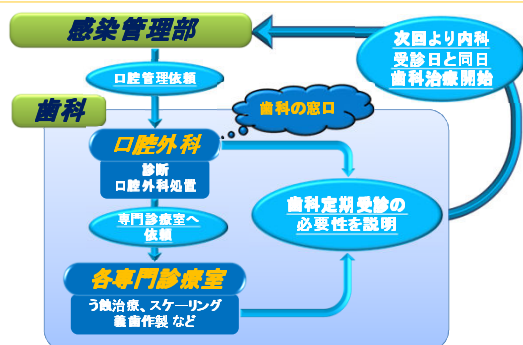 感染管理部
次回より内科
受診日と同日
歯科治療開始
口腔管理依頼
歯科
歯科の窓口
口腔外科
診断
口腔外科処置
専門診療室へ
依頼
歯科定期受診の
必要性を説明
各専門診療室
う蝕治療、スケーリング
義歯作製 など